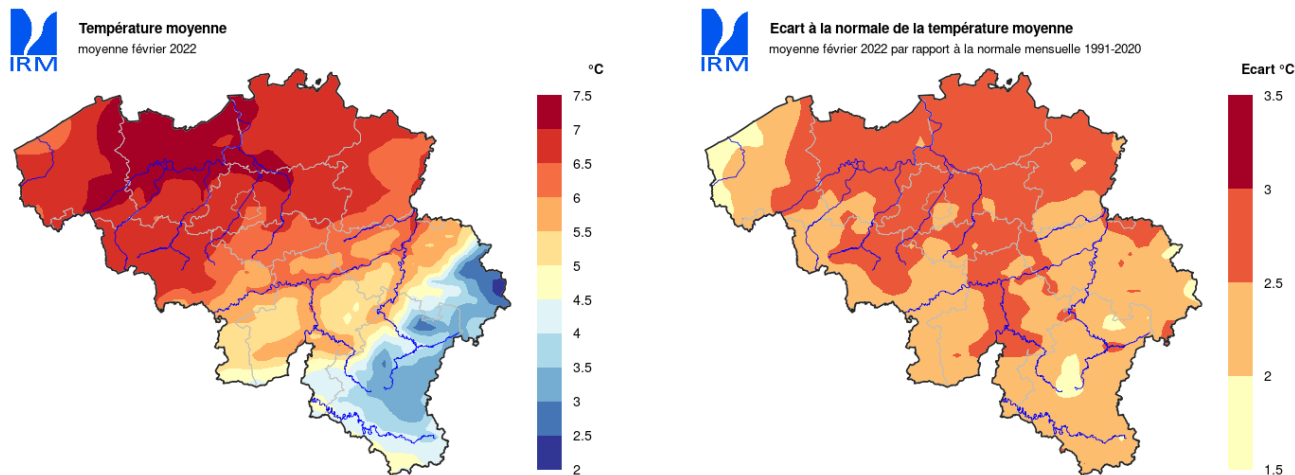 Température moyenne
moyenne février 2022
IRM
°C
7.5
7
6.5
6
5.5
5
4.5
4
3.5
3
2.5
2
Ecart à la normale de la température moyenne
moyenne février 2022 par rapport à la normale mensuelle 1991-2020
IRM
Ecart °C
3.5
3
2.5
2
1.5